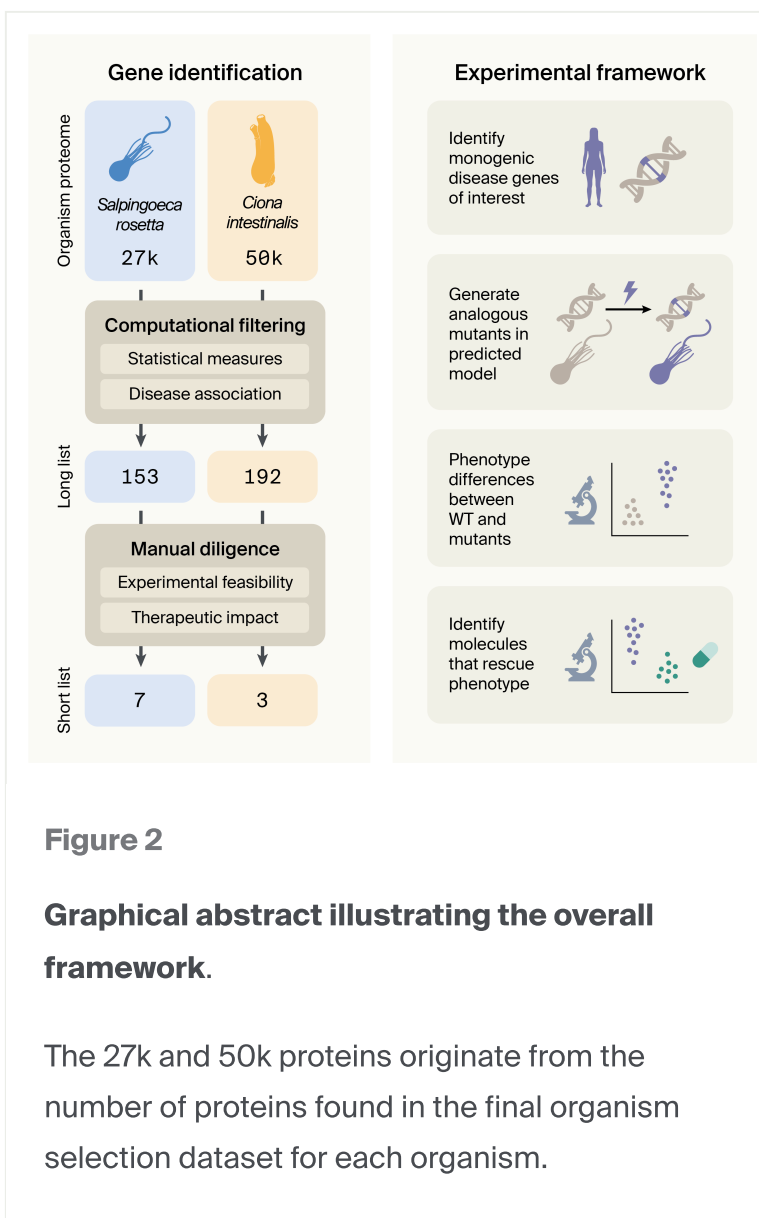 Gene identification
Organism proteome
Salpingoeca
rosetta
27k
Ciona
intestinalis
50k
Computational filtering
Statistical measures
Disease association
Long list
153
192
Manual diligence
Experimental feasibility
Therapeutic impact
Short list
7
3
Experimental framework
Identify
monogenic
disease genes
of interest
Generate
analogous
mutants in
predicted
model
Phenotype
differences
between
WT and
mutants
Identify
molecules
that rescue
phenotype
Figure 2
Graphical abstract illustrating the overall
framework.
The 27k and 50k proteins originate from the
number of proteins found in the final organism
selection dataset for each organism.